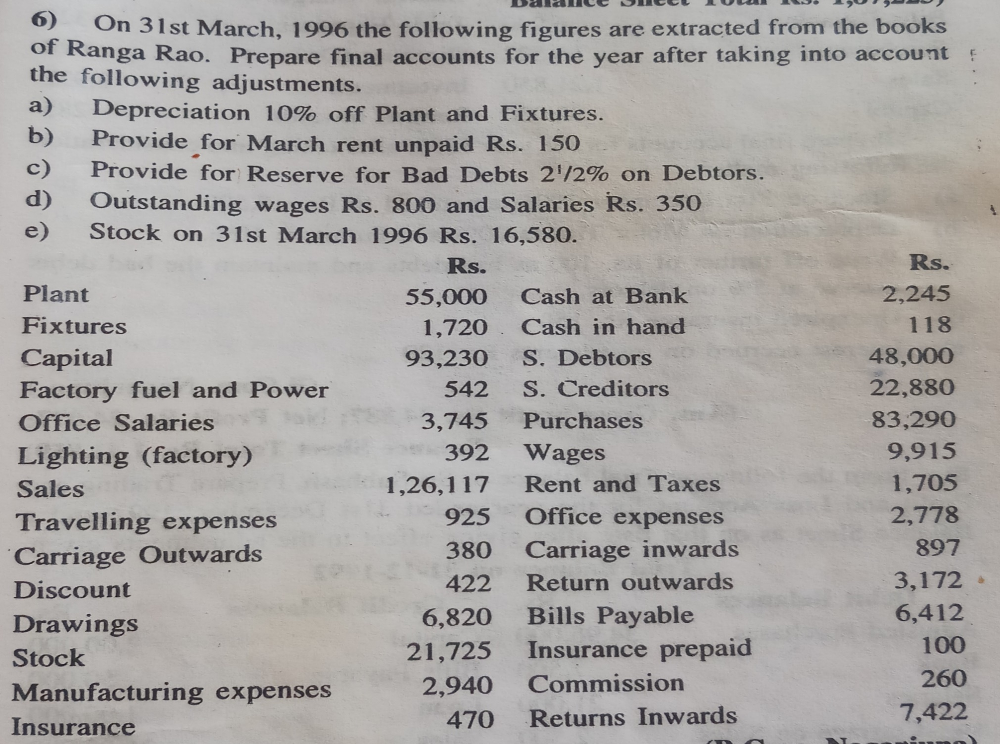 Balance Sheet Total Rs.
6) On 31st March, 1996 the following figures are extracted from the books
of Ranga Rao. Prepare final accounts for the year after taking into account
the following adjustments.
a) Depreciation 10% off Plant and Fixtures.
b) Provide for March rent unpaid Rs. 150
c) Provide for Reserve for Bad Debts 2¹/2% on Debtors.
d) Outstanding wages Rs. 800 and Salaries Rs. 350
e) Stock on 31st March 1996 Rs. 16,580.
Rs. Rs.
Plant 55,000 Cash at Bank 2,245
Fixtures 1,720 Cash in hand 118
Capital 93,230 S. Debtors 48,000
Factory fuel and Power 542 S. Creditors 22,880
Office Salaries 3,745 Purchases 83,290
Lighting (factory) 392 Wages 9,915
Sales 1,26,117 Rent and Taxes 1,705
Travelling expenses 925 Office expenses 2,778
Carriage Outwards 380 Carriage inwards 897
Discount 422 Return outwards 3,172
Drawings 6,820 Bills Payable 6,412
Stock 21,725 Insurance prepaid 100
Manufacturing expenses 2,940 Commission 260
Insurance 470 Returns Inwards 7,422